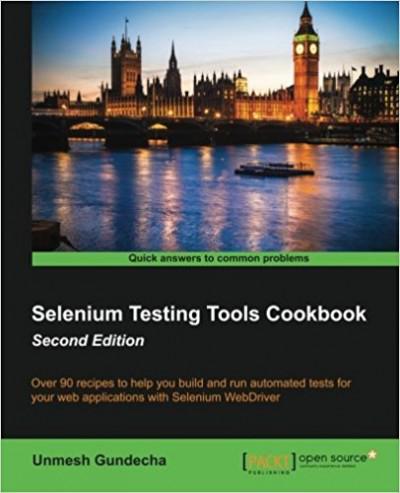 Quick answers to common problems
Selenium Testing Tools Cookbook
Second Edition
Over 90 recipes to help you build and run automated tests for
your web applications with Selenium WebDriver
Unmesh Gundecha
[PACKT] open source*
PUBLISHING community experience distilled